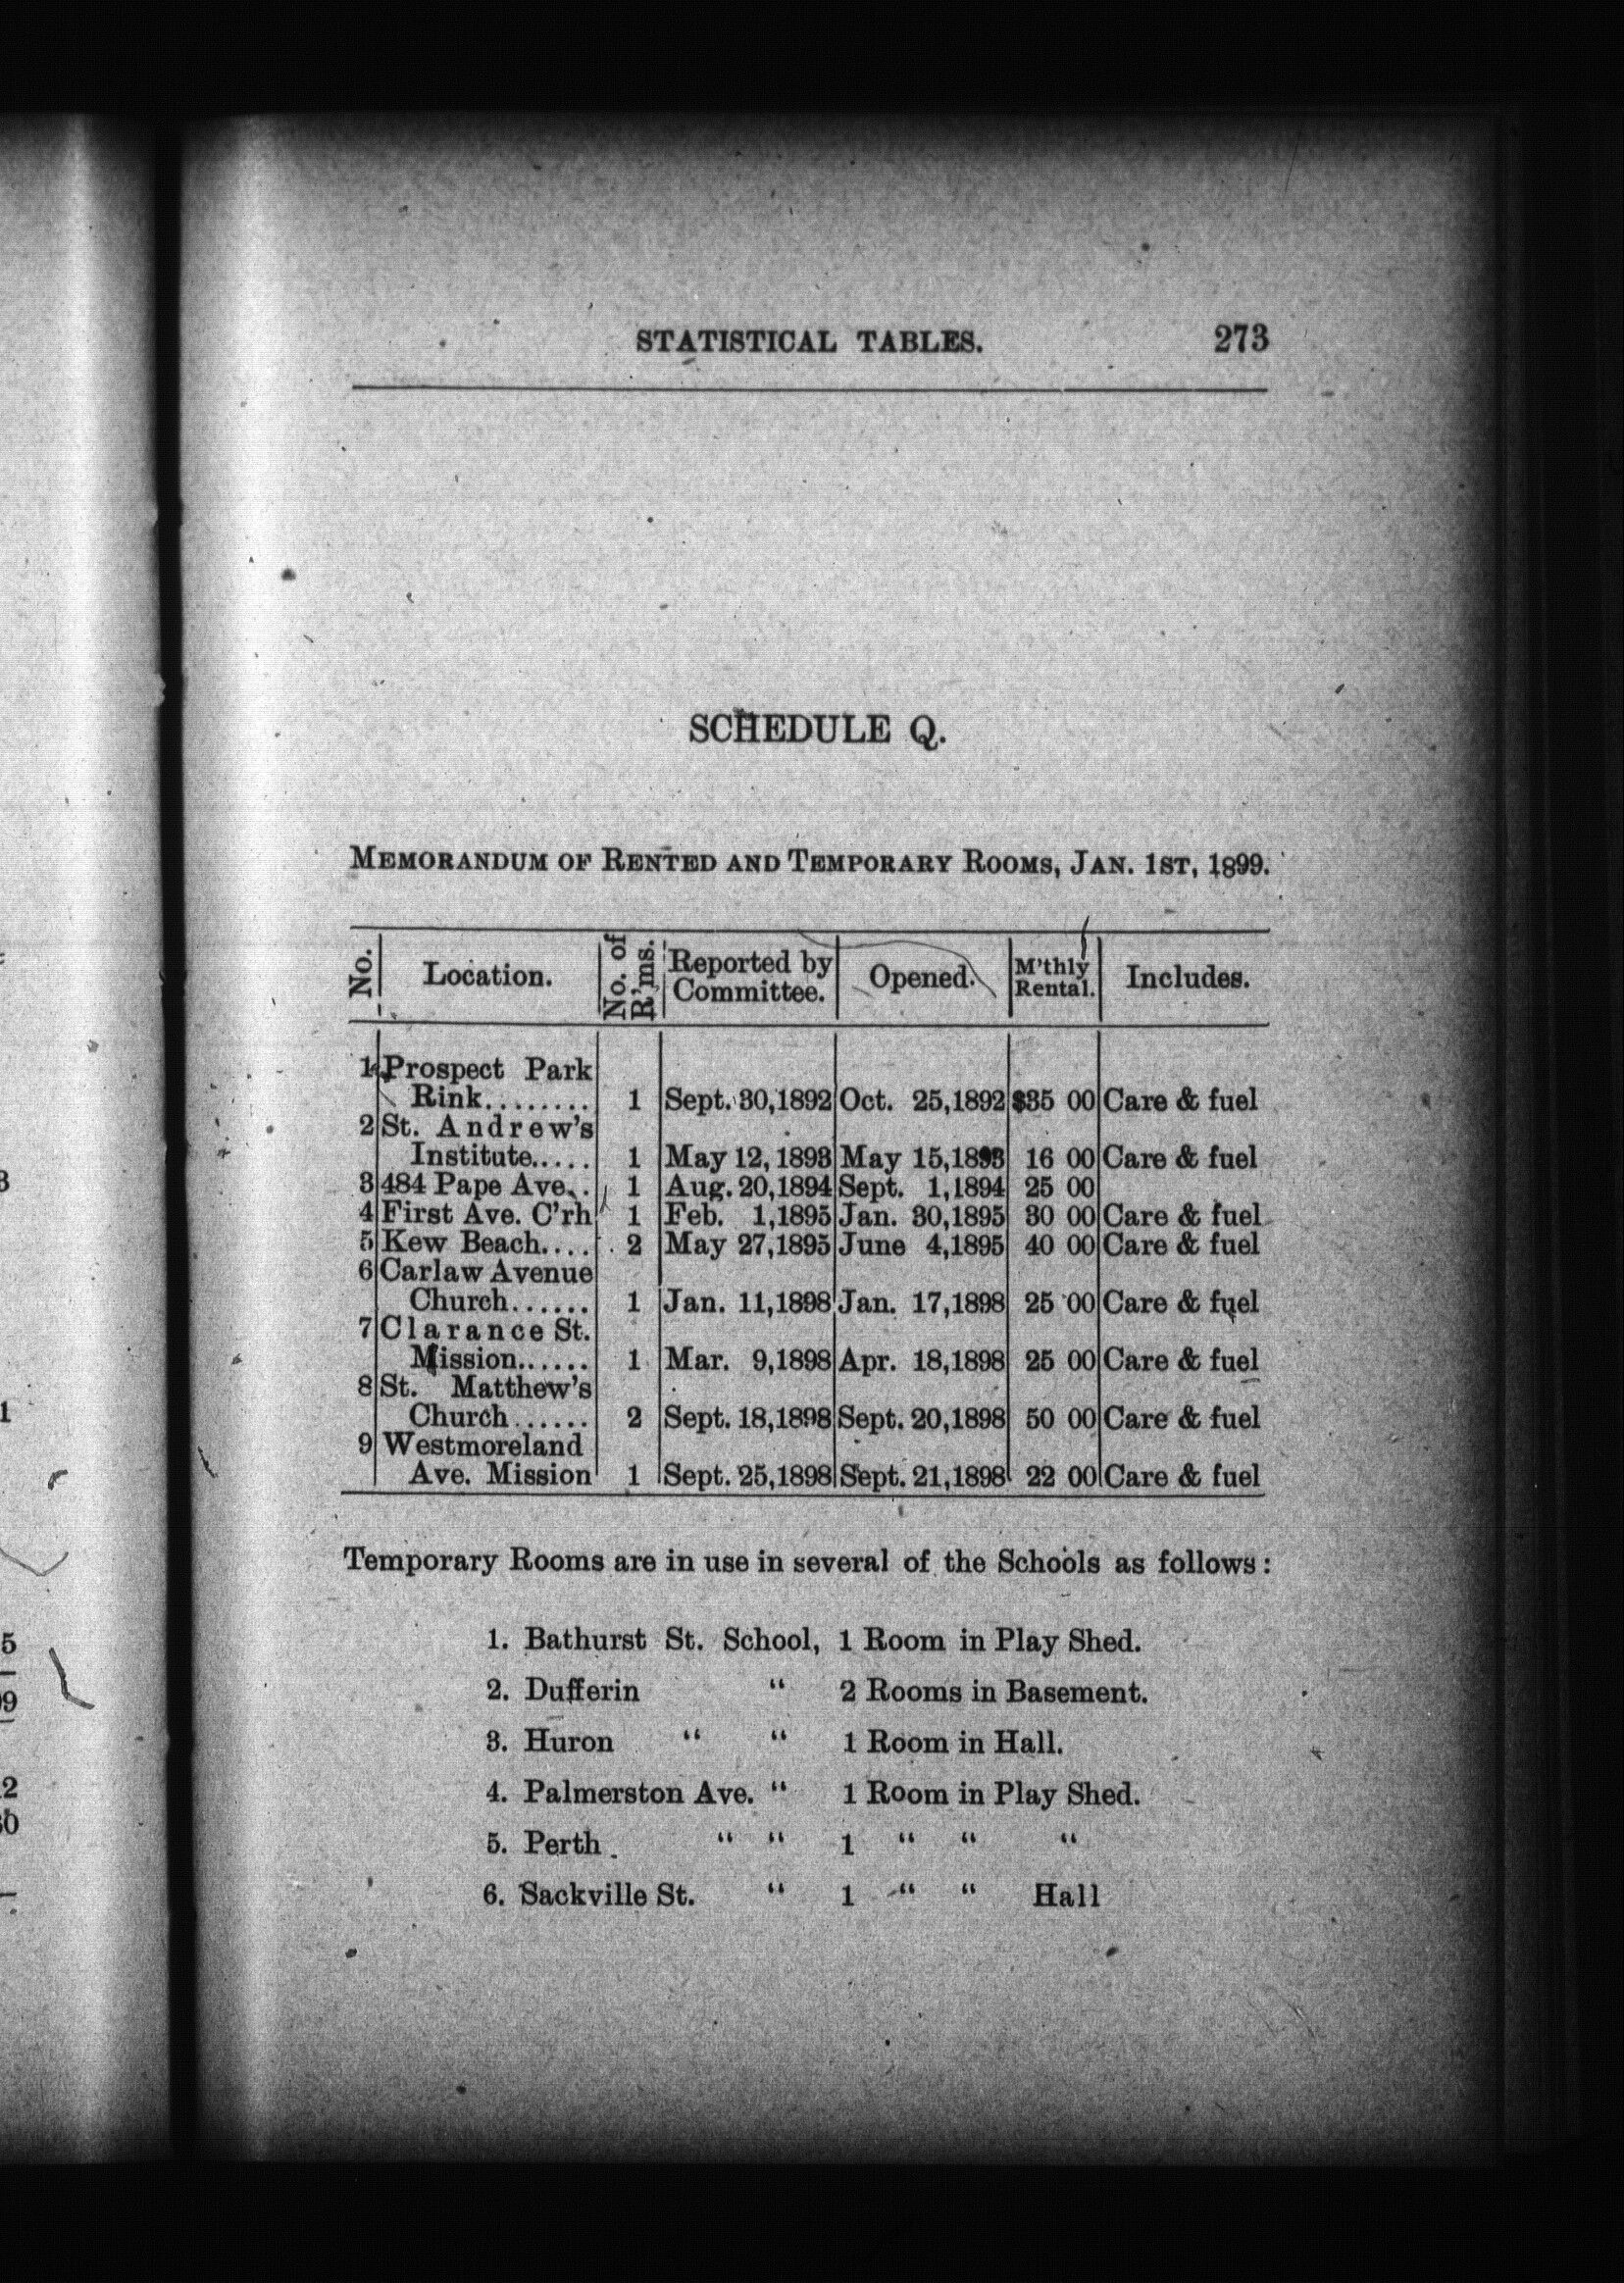 STATISTICAL TABLES. 273
SCHEDULE Q.
MEMORANDUM OF RENTED AND TEMPORARY ROOMS, JAN. 1ST, 1899.
No. Location. No. of R'ms. Reported by Committee. Opened. M'thly Rental. Includes.
1 Prospect Park
Rink........ 1 Sept. 30,1892 Oct. 25,1892 $35 00 Care & fuel
2 St. Andrew's
Institute..... 1 May 12, 1893 May 15,1893 16 00 Care & fuel
3 484 Pape Ave.. . 1 Aug. 20,1894 Sept. 1,1894 25 00
4 First Ave. C'rh 1 Feb. 1,1895 Jan. 30,1895 30 00 Care & fuel
5 Kew Beach.... 2 May 27,1895 June 4,1895 40 00 Care & fuel
6 Carlaw Avenue
Church...... 1 Jan. 11,1898 Jan. 17,1898 25 00 Care & fuel
7 Clarance St.
Mission...... 1 Mar. 9,1898 Apr. 18,1898 25 00 Care & fuel
8 St. Matthew's
Church...... 2 Sept. 18,1898 Sept. 20,1898 50 00 Care & fuel
9 Westmoreland
Ave. Mission 1 Sept. 25,1898 Sept. 21,1898 22 00 Care & fuel
Temporary Rooms are in use in several of the Schools as follows:
1. Bathurst St. School, 1 Room in Play Shed.
2. Dufferin " 2 Rooms in Basement.
3. Huron " " 1 Room in Hall.
4. Palmerston Ave. " 1 Room in Play Shed.
5. Perth " " 1 " " "
6. Sackville St. " 1 " " Hall